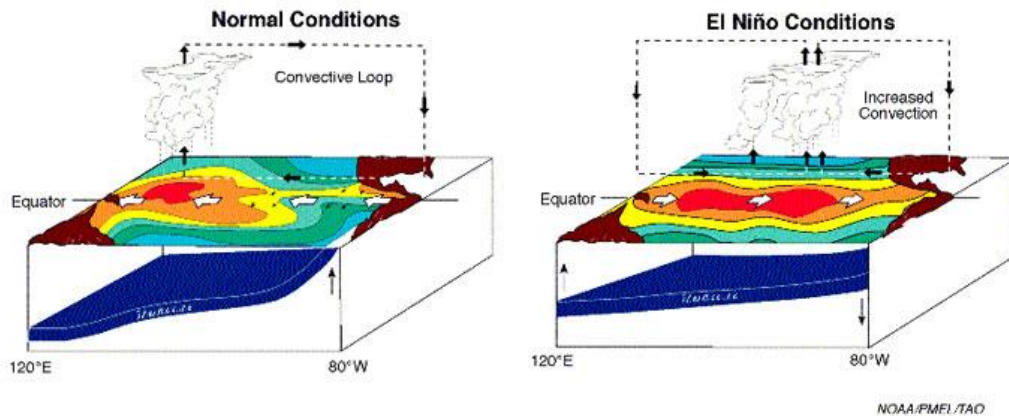 Normal Conditions
Convective Loop
Equator
120°E
80°W
El Niño Conditions
Increased
Convection
Equator
120°E
80°W
NOAA/PMEL/TAO